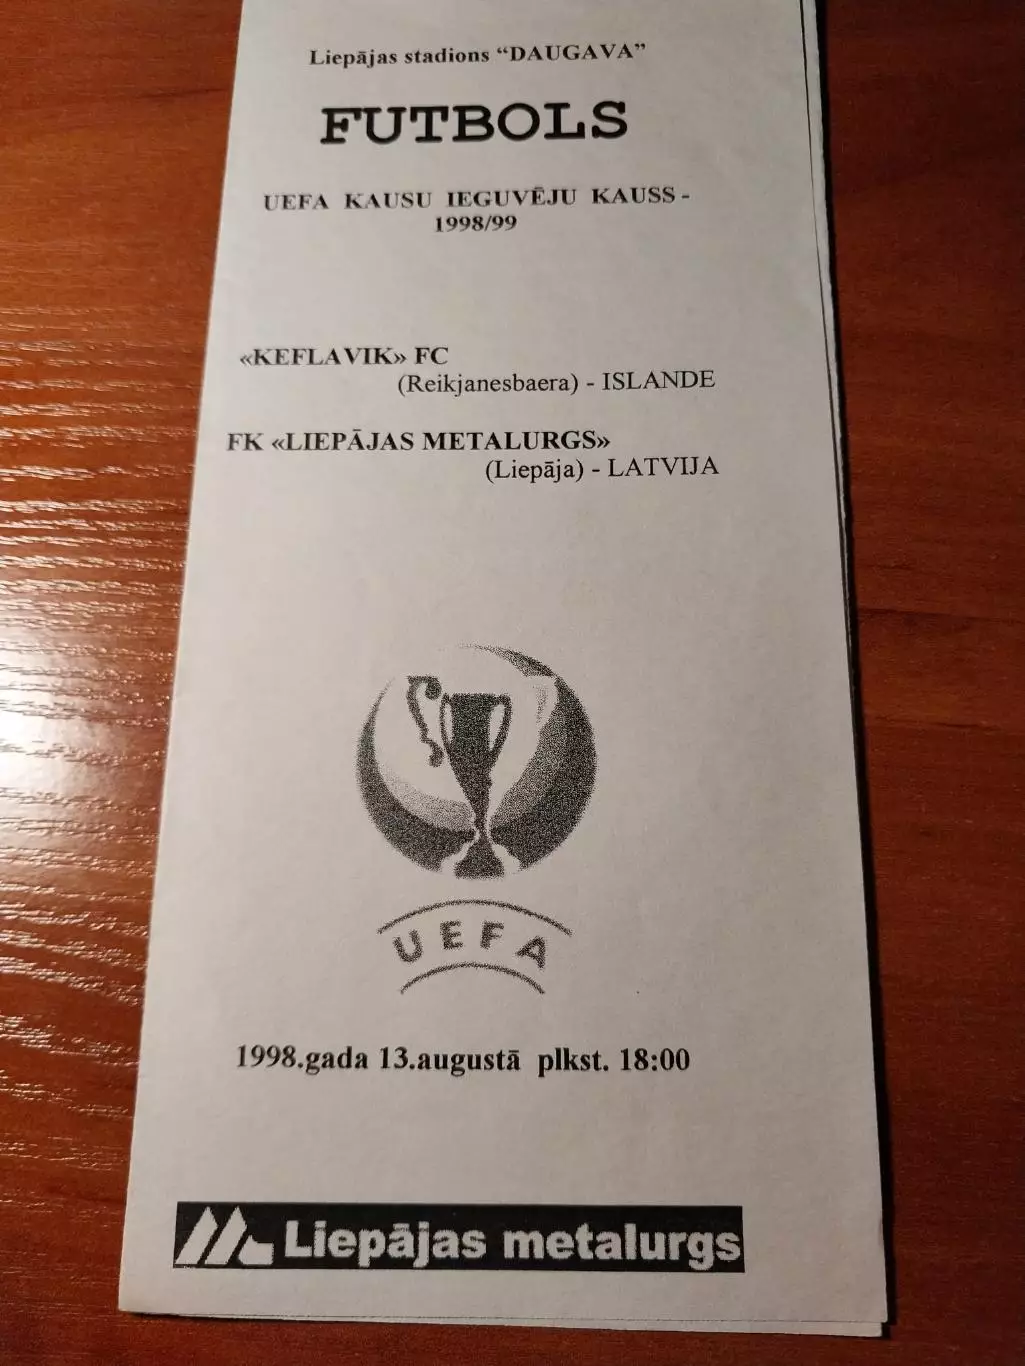 Liepājas stadions “DAUGAVA”
FUTBOLS
UEFA KAUSU IEGUVĒJU KAUSS -
1998/99
«KEFLAVIK» FC
(Reikjanesbaera) - ISLANDE
FK «LIEPĀJAS METALURGS»
(Liepāja) - LATVIJA
UEFA
1998.gada 13.augustā plkst. 18:00
Liepājas metalurgs